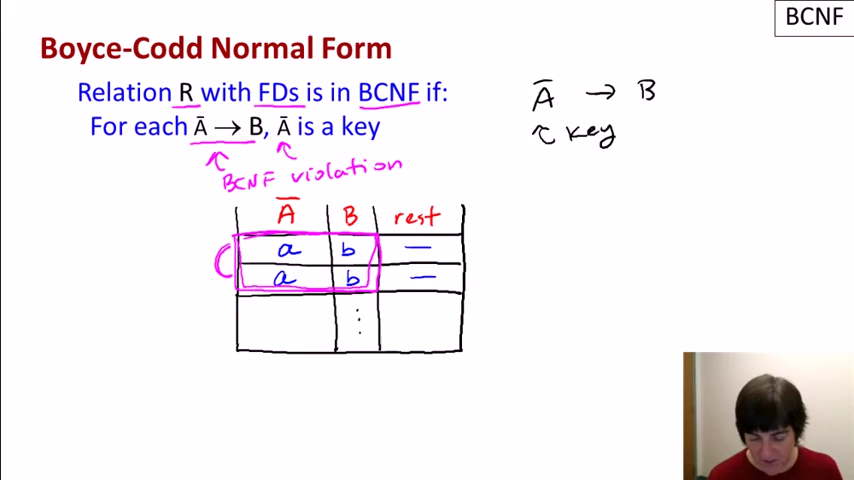 BCNF
Boyce-Codd Normal Form
Relation R with FDs is in BCNF if:
For each Ā → B, Ā is a key
Ā → B
↖ key
BCNF violation
Ā B rest
a b —
a b —
⋮